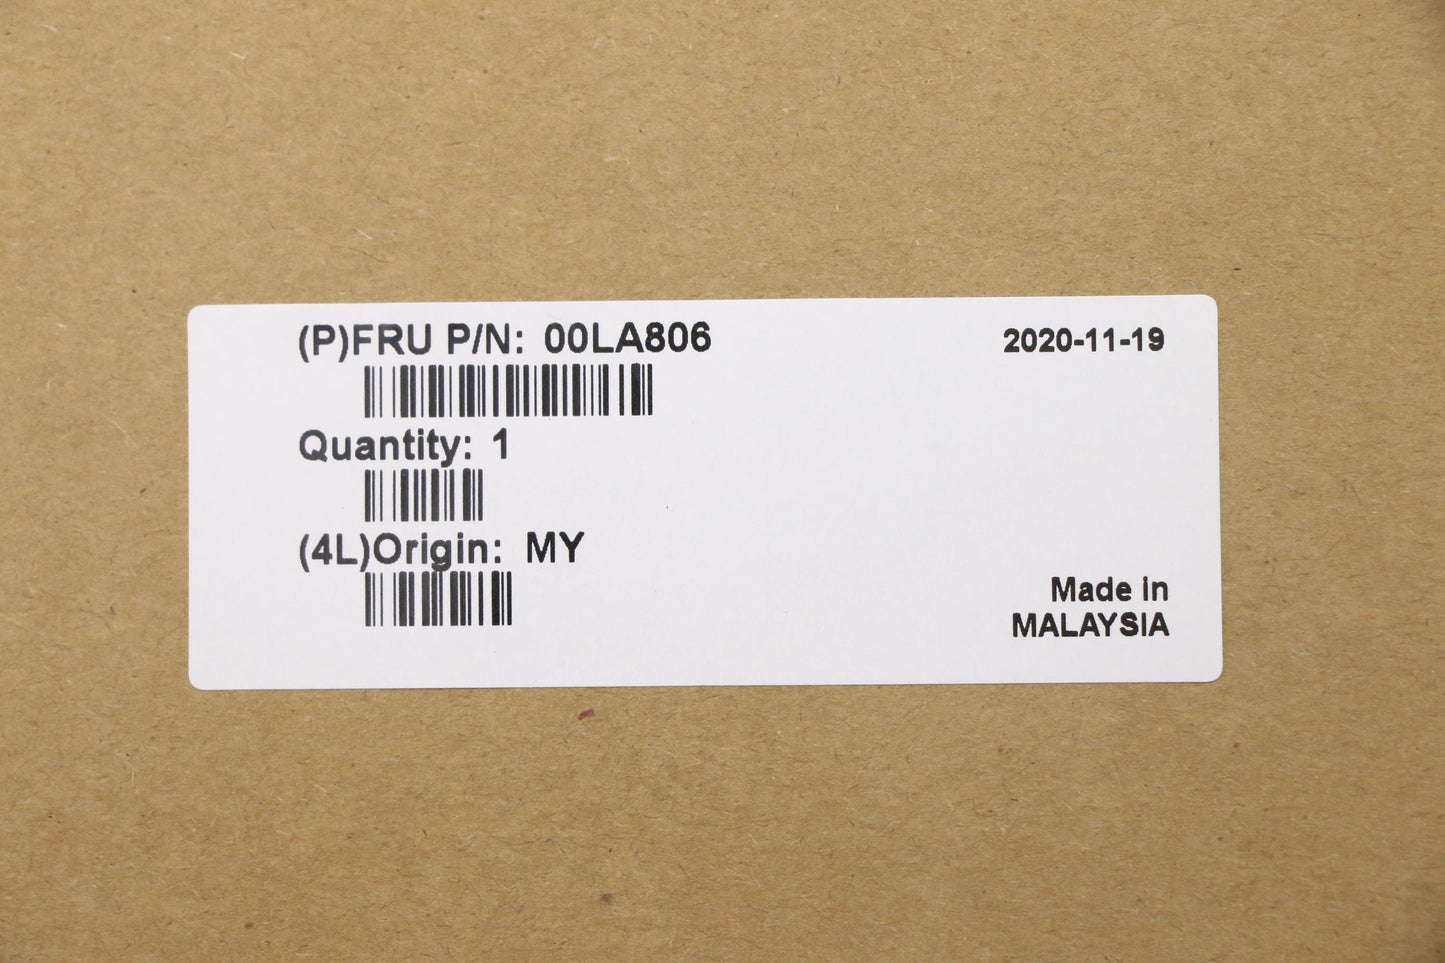 (P)FRU P/N: 00LA806
2020-11-19
Quantity: 1
(4L)Origin: MY
Made in
MALAYSIA